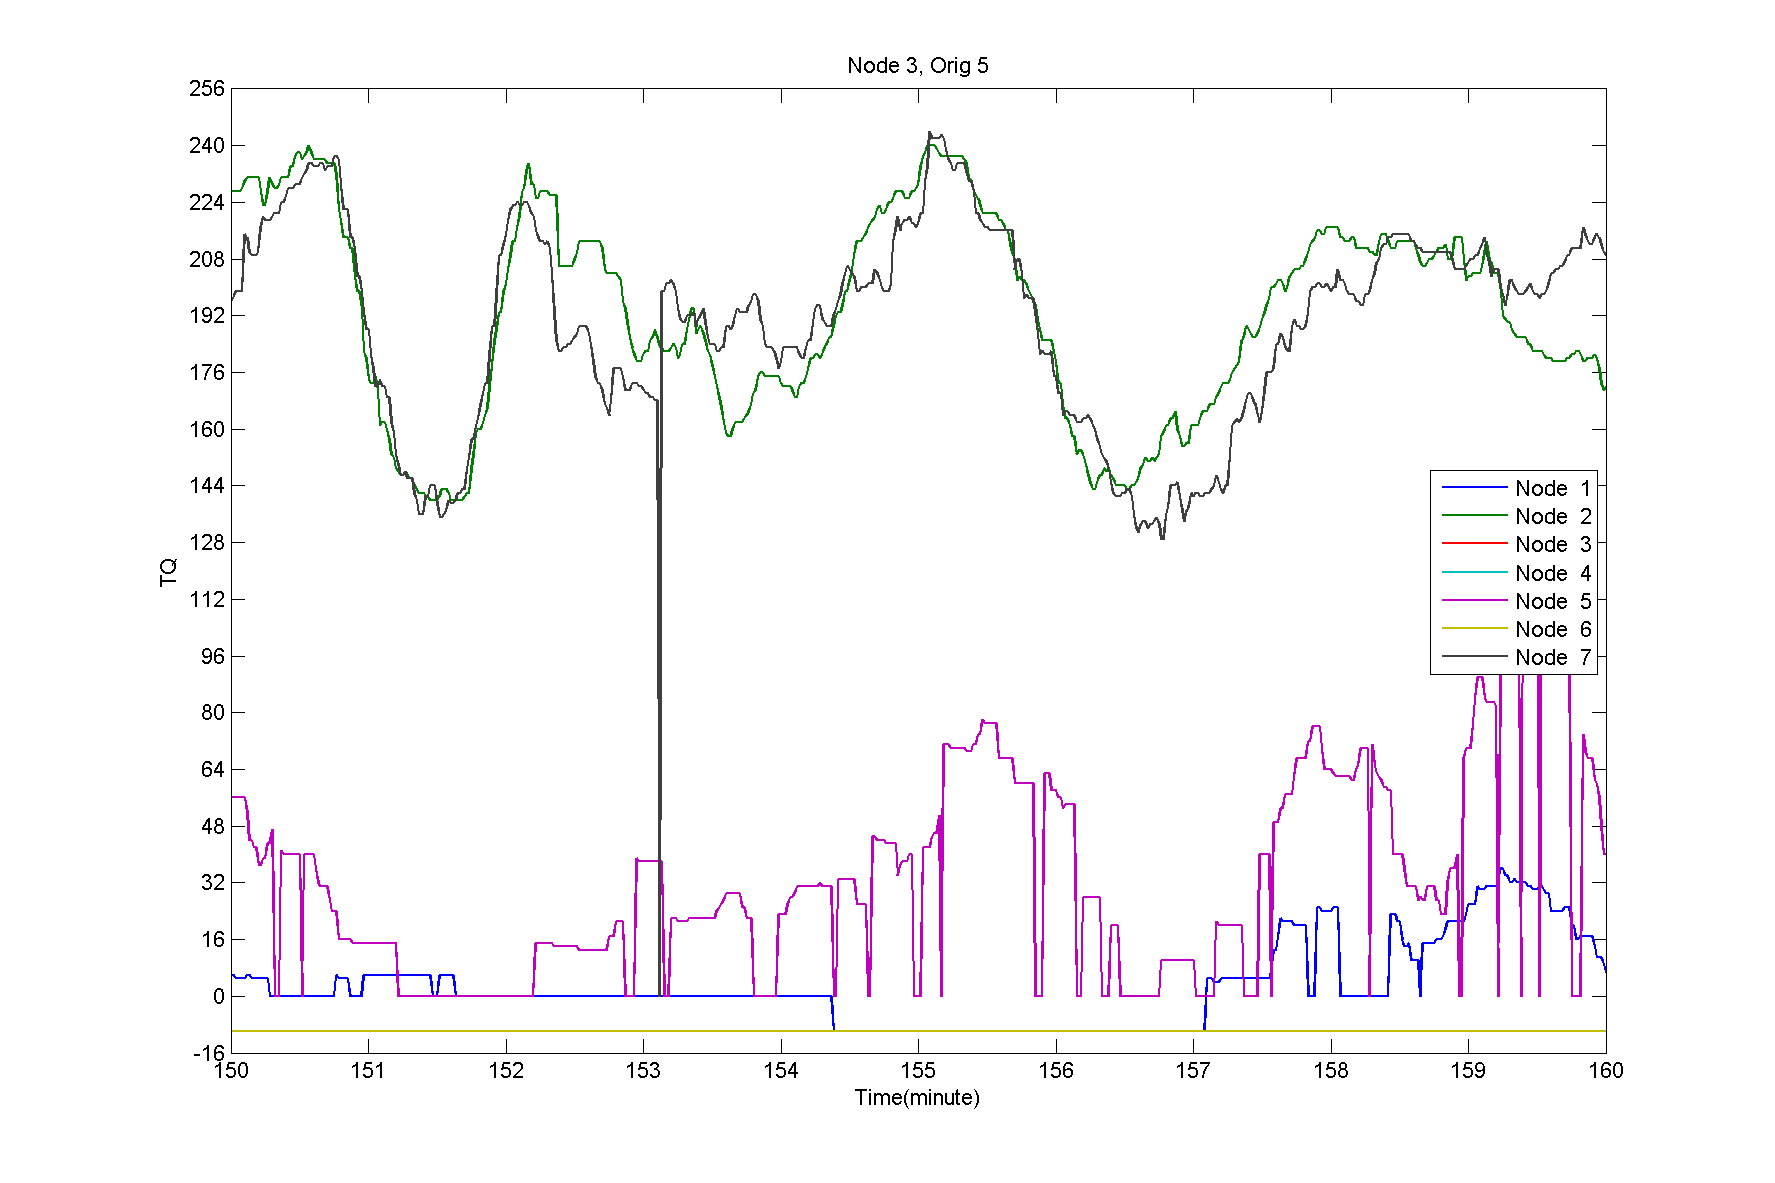 Node 3, Orig 5
256
240
224
208
192
176
160
144
128
112
96
80
64
48
32
16
0
-16
TQ
Node 1
Node 2
Node 3
Node 4
Node 5
Node 6
Node 7
150 151 152 153 154 155 156 157 158 159 160
Time(minute)